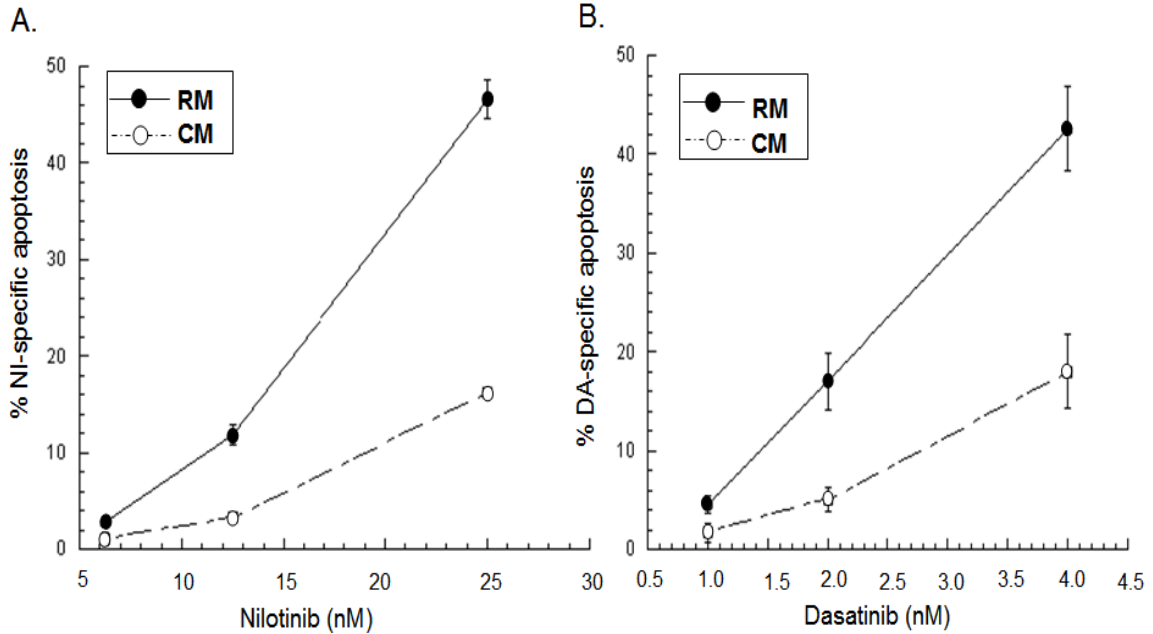 A.
% NI-specific apoptosis
50
40
30
20
10
0
RM
CM
5
10
15
20
25
30
Nilotinib (nM)
B.
% DA-specific apoptosis
50
40
30
20
10
0
RM
CM
0.5
1.0
1.5
2.0
2.5
3.0
3.5
4.0
4.5
Dasatinib (nM)